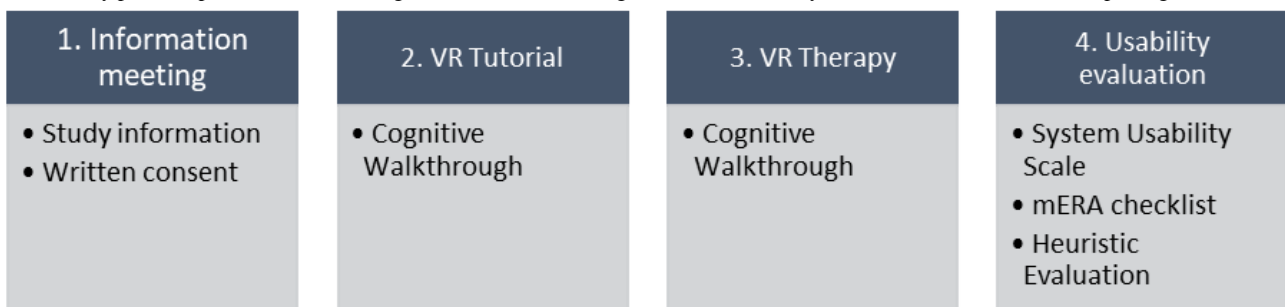 1. Information
meeting
• Study information
• Written consent
2. VR Tutorial
• Cognitive
Walkthrough
3. VR Therapy
• Cognitive
Walkthrough
4. Usability
evaluation
• System Usability
Scale
• mERA checklist
• Heuristic
Evaluation